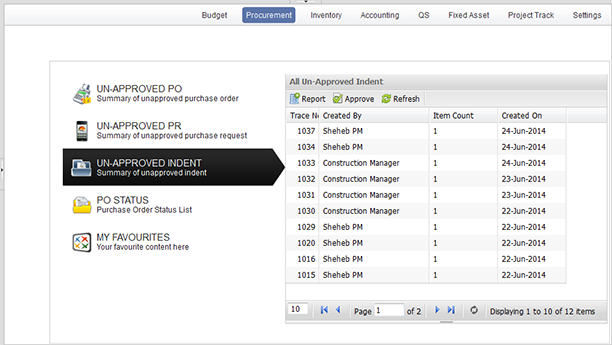 Budget Procurement Inventory Accounting QS Fixed Asset Project Track Settings
UN-APPROVED PO
Summary of unapproved purchase order
UN-APPROVED PR
Summary of unapproved purchase request
UN-APPROVED INDENT
Summary of unapproved indent
PO STATUS
Purchase Order Status List
MY FAVOURITES
Your favourite content here
All Un-Approved Indent
Report Approve Refresh
Trace N Created By Item Count Created On
1037 Sheheb PM 1 24-Jun-2014
1034 Sheheb PM 1 24-Jun-2014
1033 Construction Manager 1 24-Jun-2014
1032 Construction Manager 1 23-Jun-2014
1031 Construction Manager 1 23-Jun-2014
1030 Construction Manager 1 22-Jun-2014
1029 Sheheb PM 1 22-Jun-2014
1020 Sheheb PM 1 22-Jun-2014
1016 Sheheb PM 1 22-Jun-2014
1015 Sheheb PM 1 22-Jun-2014
10 Page 1 of 2 Displaying 1 to 10 of 12 items